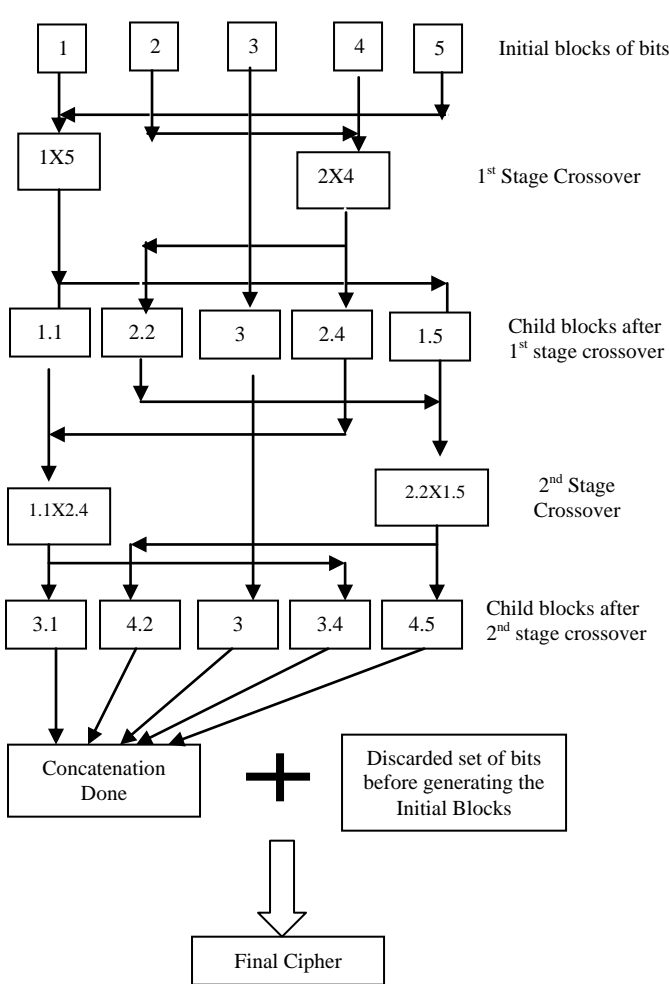 1
2
3
4
5
Initial blocks of bits
1X5
2X4
1st Stage Crossover
1.1
2.2
3
2.4
1.5
Child blocks after
1st stage crossover
1.1X2.4
2.2X1.5
2nd Stage
Crossover
3.1
4.2
3
3.4
4.5
Child blocks after
2nd stage crossover
Concatenation
Done
Discarded set of bits
before generating the
Initial Blocks
Final Cipher